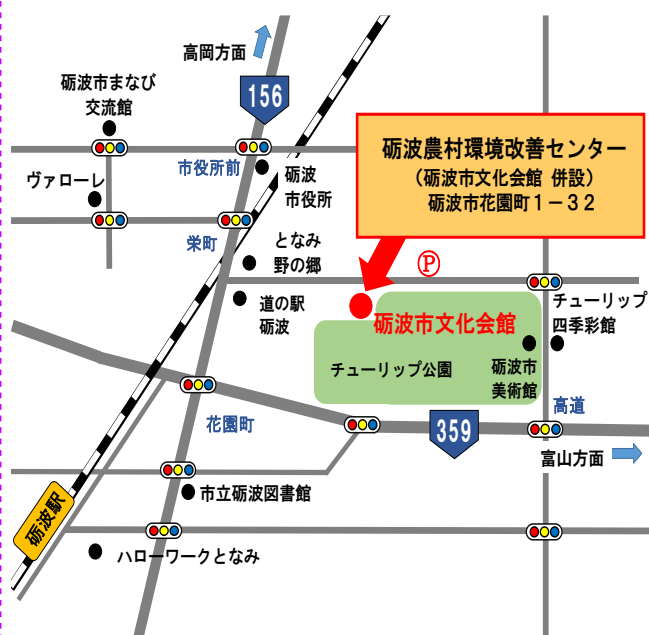 高岡方面
156
砺波市まなび
交流館
市役所前
砺波
市役所
ヴァローレ
栄町
となみ
野の郷
道の駅
砺波
砺波農村環境改善センター
（砺波市文化会館 併設）
砺波市花園町１－３２
Ⓟ
チューリップ
四季彩館
砺波市文化会館
チューリップ公園
砺波市
美術館
高道
花園町
359
富山方面
市立砺波図書館
砺波駅
ハローワークとなみ